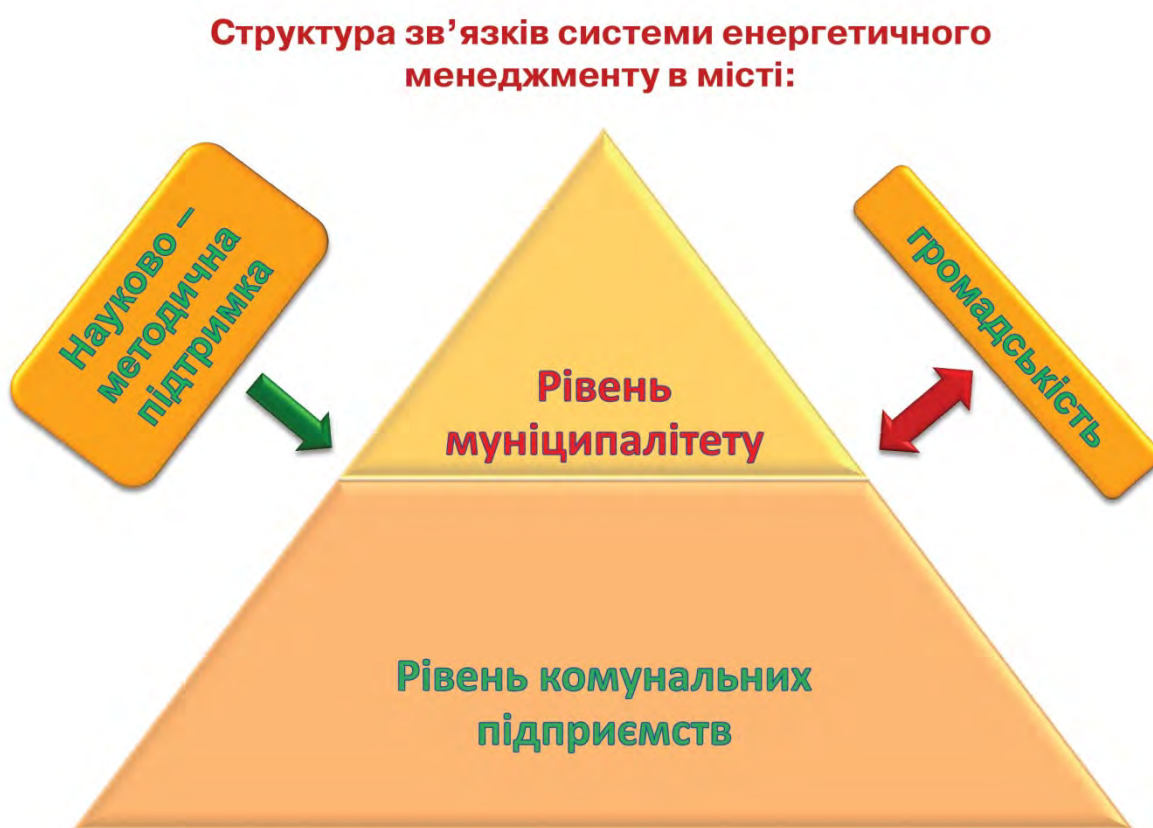 Структура зв’язків системи енергетичного
менеджменту в місті:
Науково –
методична
підтримка
громадськість
Рівень
муніципалітету
Рівень комунальних
підприємств